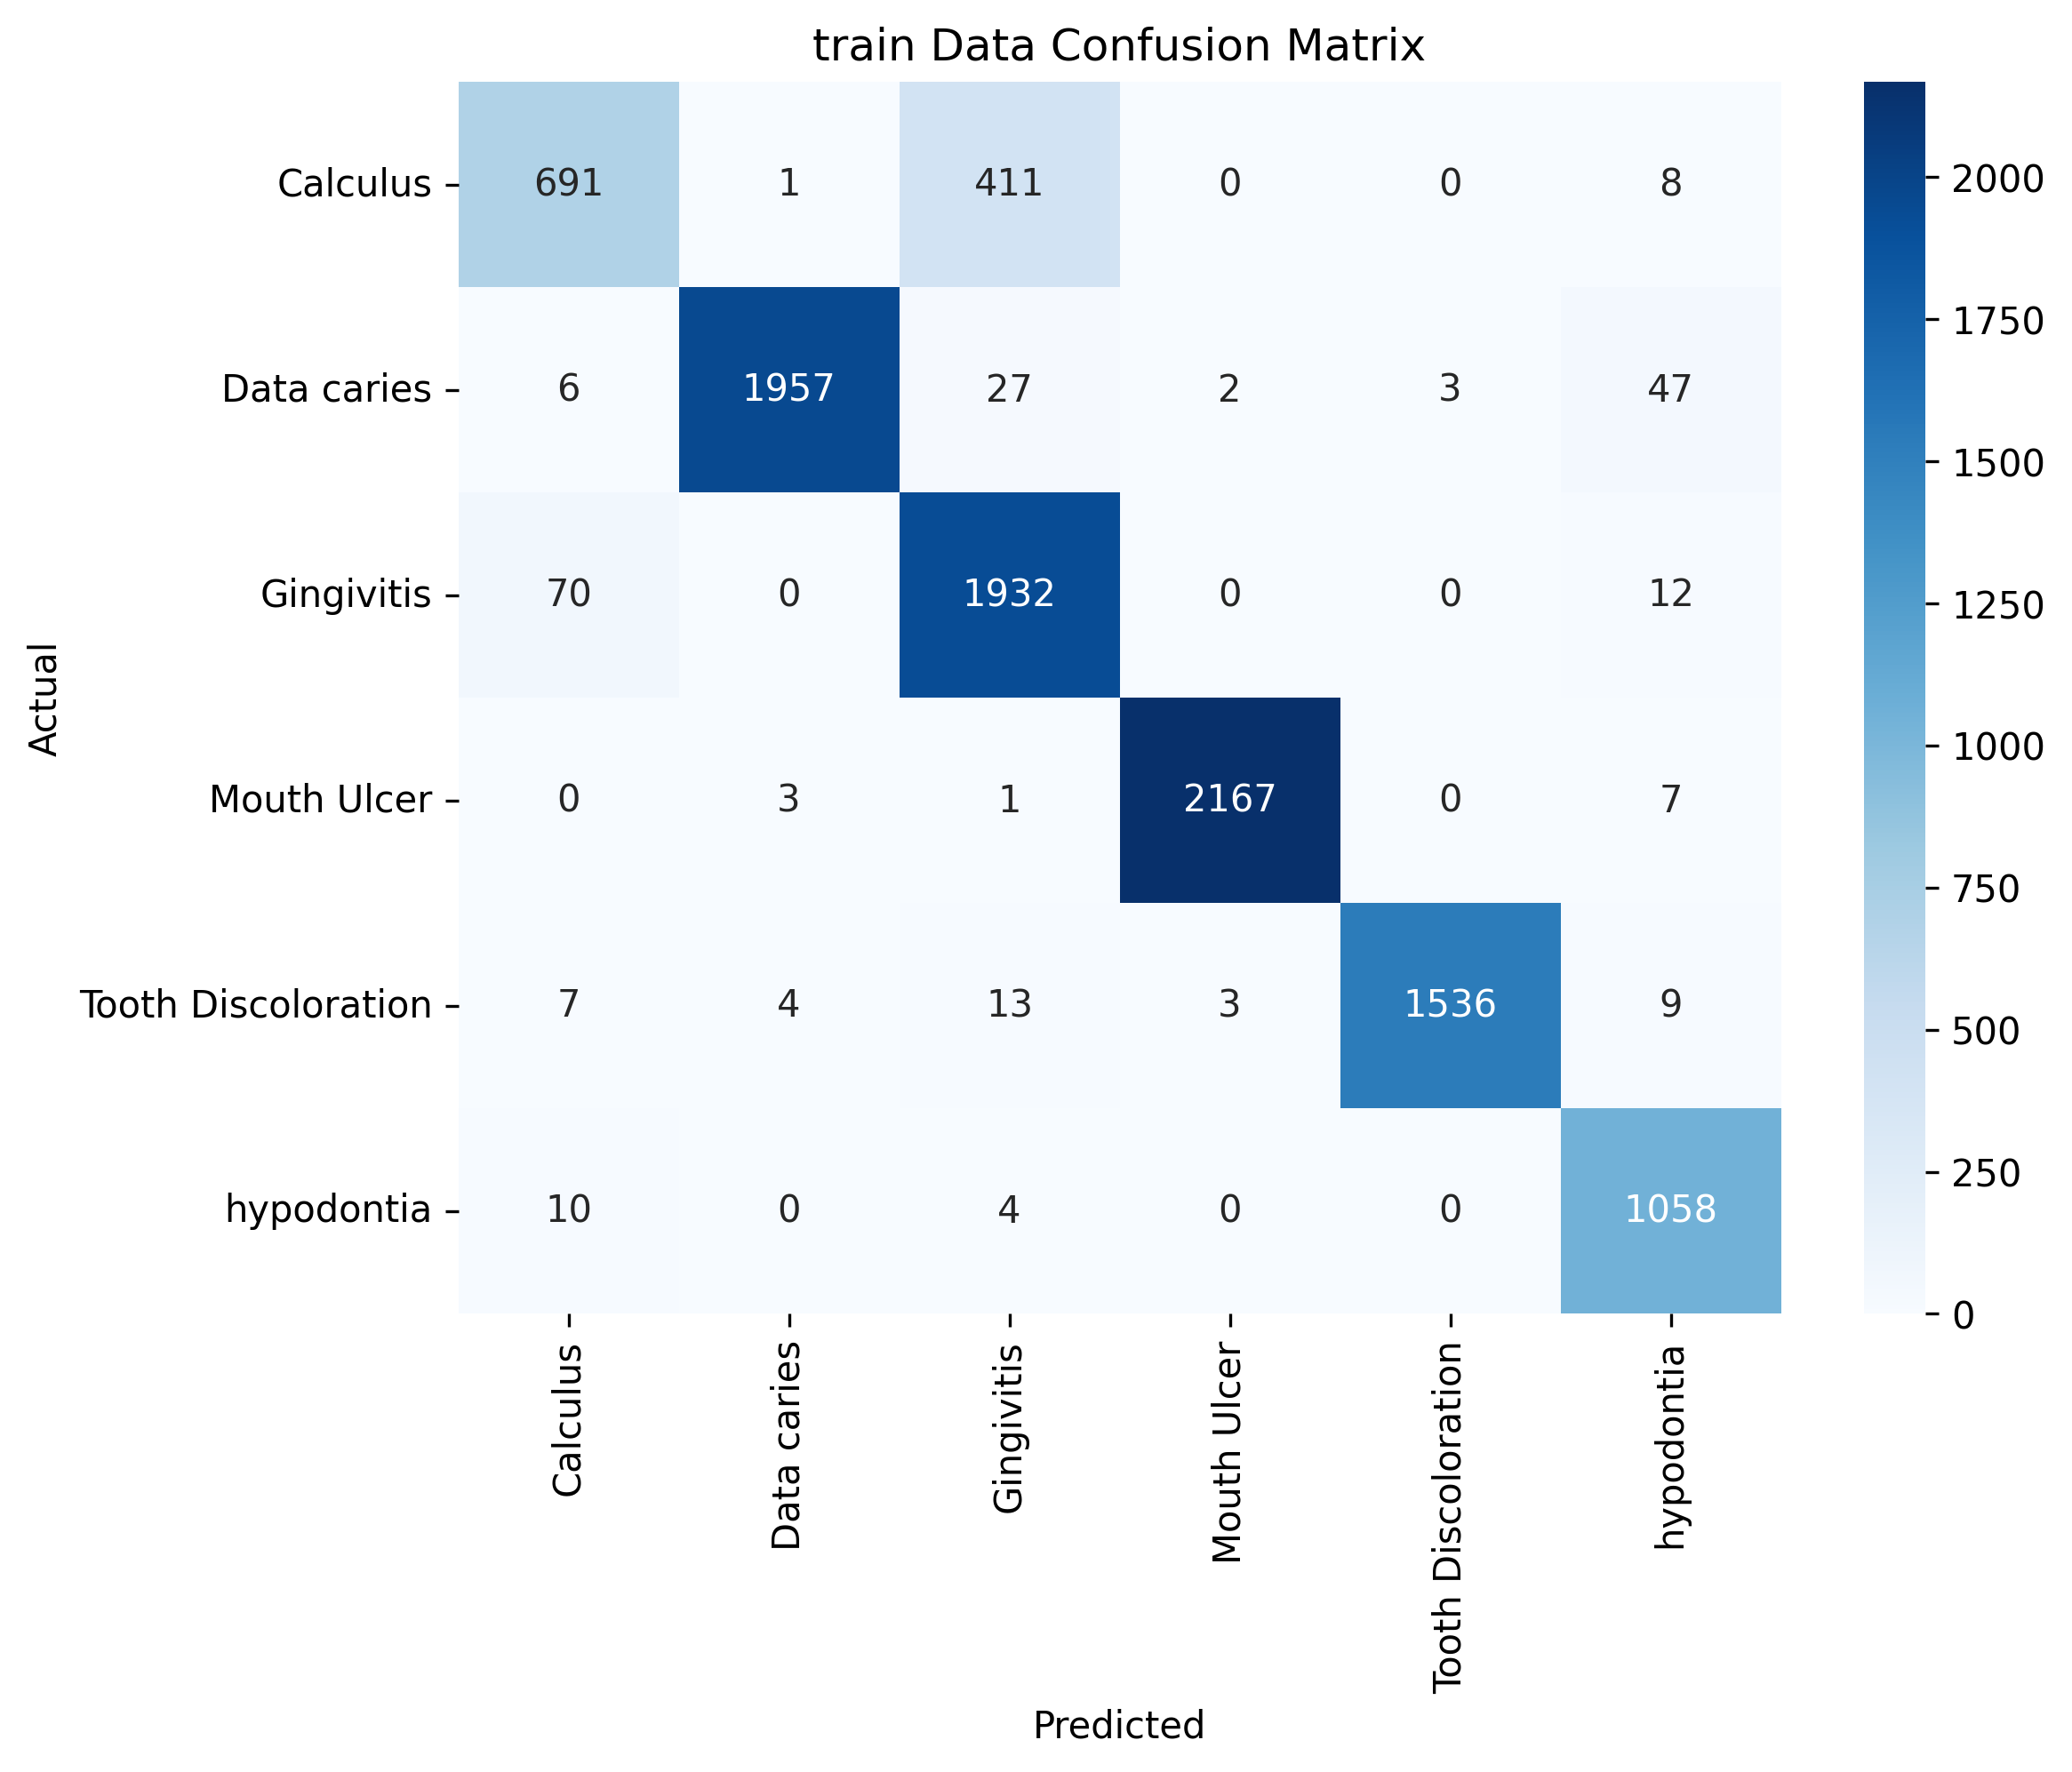 train Data Confusion Matrix
Calculus 691 1 411 0 0 8
Data caries 6 1957 27 2 3 47
Gingivitis 70 0 1932 0 0 12
Mouth Ulcer 0 3 1 2167 0 7
Tooth Discoloration 7 4 13 3 1536 9
hypodontia 10 0 4 0 0 1058
Actual
Calculus
Data caries
Gingivitis
Mouth Ulcer
Tooth Discoloration
hypodontia
Predicted
2000
1750
1500
1250
1000
750
500
250
0